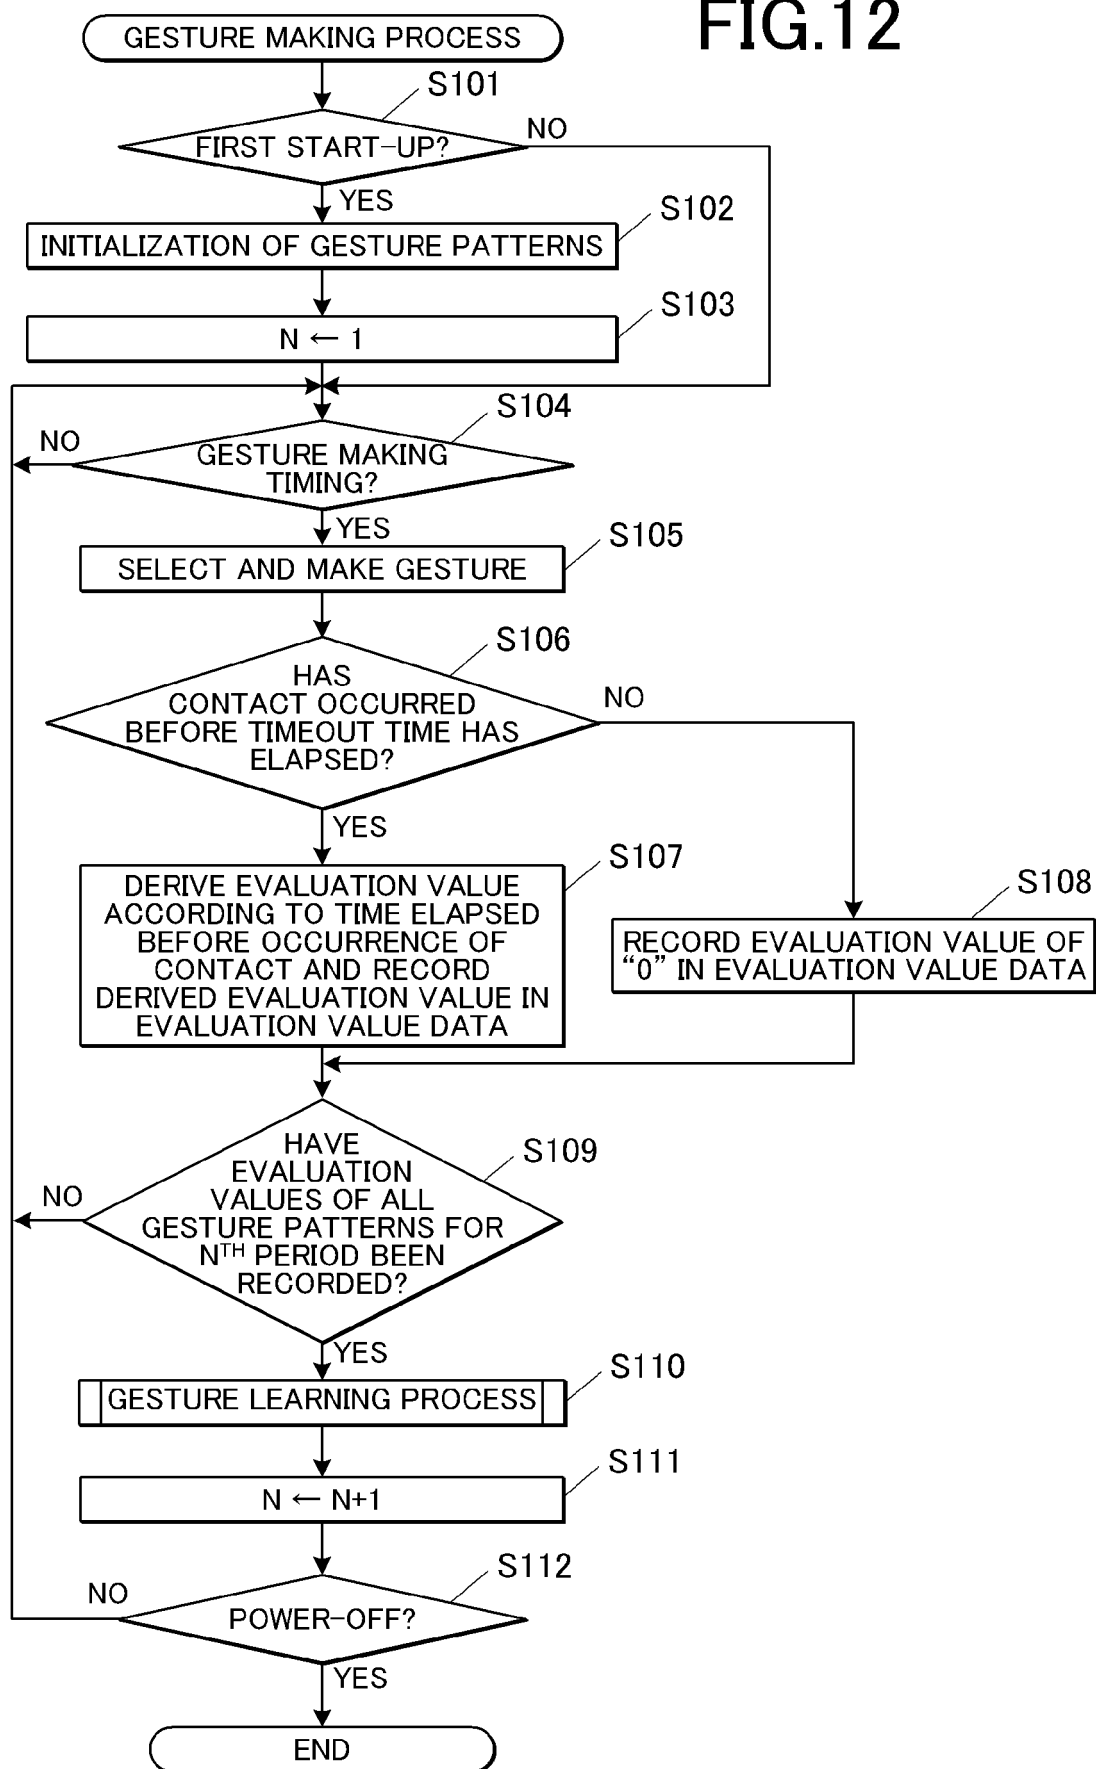 FIG.12
GESTURE MAKING PROCESS
S101
FIRST START-UP?
NO
YES
S102
INITIALIZATION OF GESTURE PATTERNS
S103
N ← 1
S104
NO
GESTURE MAKING
TIMING?
YES
S105
SELECT AND MAKE GESTURE
S106
HAS
CONTACT OCCURRED
BEFORE TIMEOUT TIME HAS
ELAPSED?
NO
YES
S107
DERIVE EVALUATION VALUE
ACCORDING TO TIME ELAPSED
BEFORE OCCURRENCE OF
CONTACT AND RECORD
DERIVED EVALUATION VALUE IN
EVALUATION VALUE DATA
S108
RECORD EVALUATION VALUE OF
“0” IN EVALUATION VALUE DATA
S109
NO
HAVE
EVALUATION
VALUES OF ALL
GESTURE PATTERNS FOR
NTH PERIOD BEEN
RECORDED?
YES
S110
GESTURE LEARNING PROCESS
S111
N ← N+1
S112
NO
POWER-OFF?
YES
END